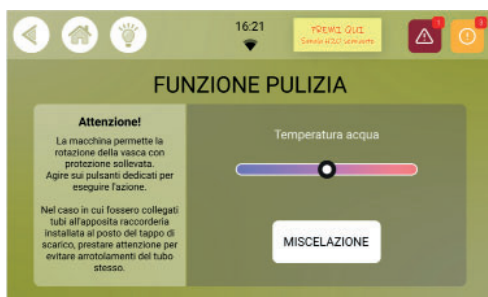 16:21
PREMI QUI
1
3
FUNZIONE PULIZIA
Attenzione!
La macchina permette la
rotazione della vasca con
protezione sollevata.
Agire sui pulsanti dedicati per
eseguire l'azione.
Nel caso in cui fossero collegati
tubi all'apposita raccorderia
installata al posto del tappo di
scarico, prestare attenzione per
evitare arrotolamenti del tubo
stesso.
Temperatura acqua
MISCELAZIONE